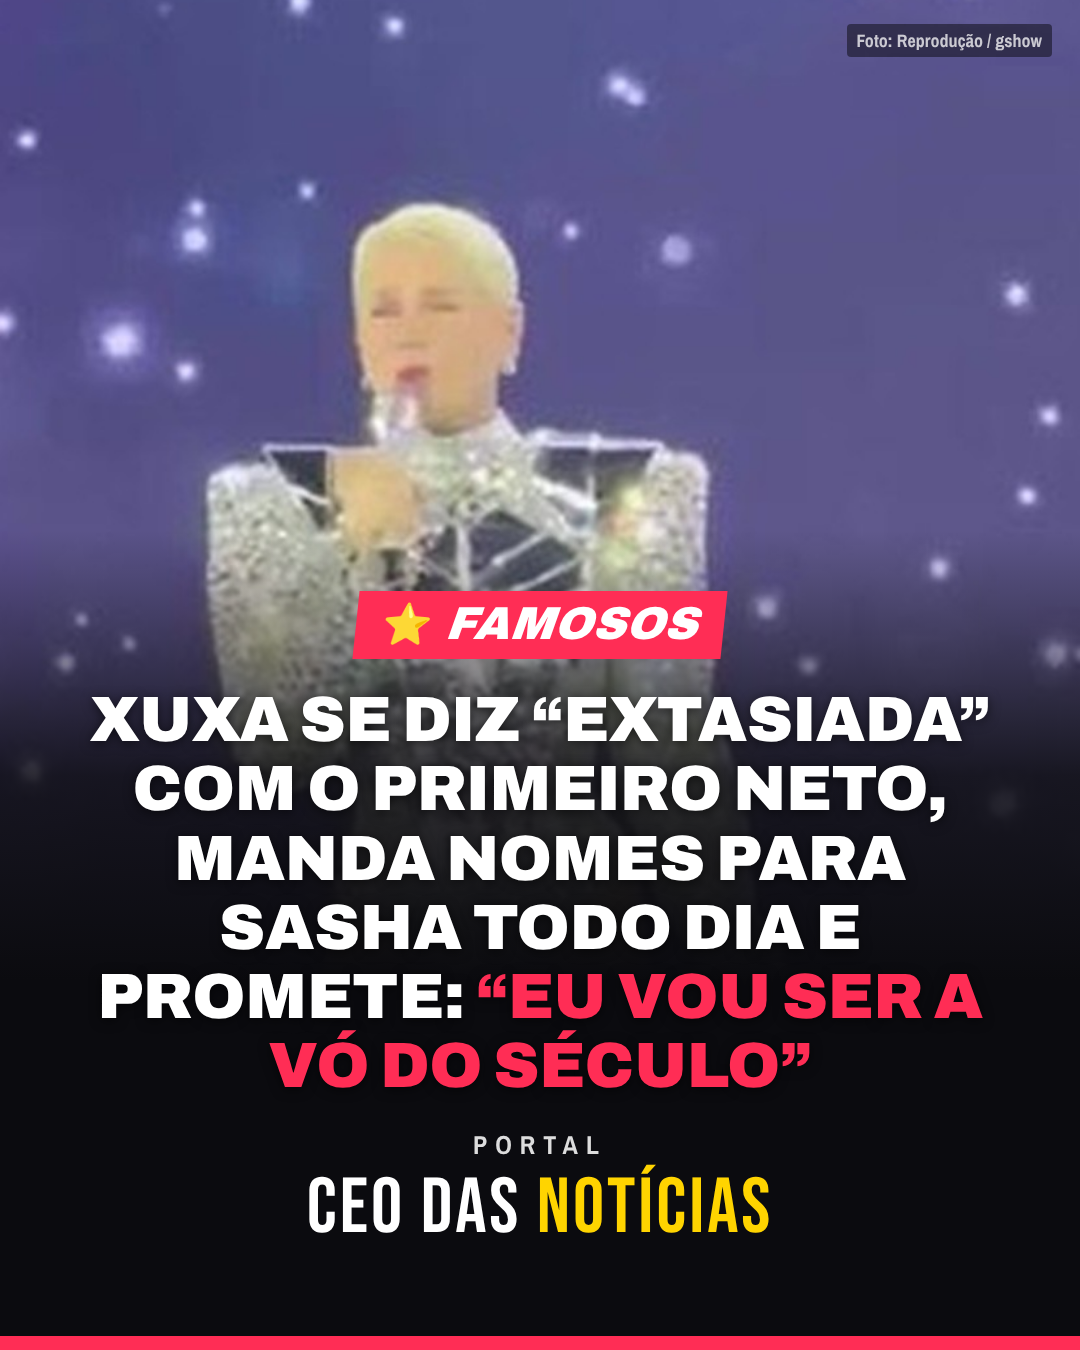 Foto: Reprodução / gshow
⭐ FAMOSOS
XUXA SE DIZ “EXTASIADA”
COM O PRIMEIRO NETO,
MANDA NOMES PARA
SASHA TODO DIA E
PROMETE: “EU VOU SER A
VÓ DO SÉCULO”
PORTAL
CEO DAS NOTÍCIAS